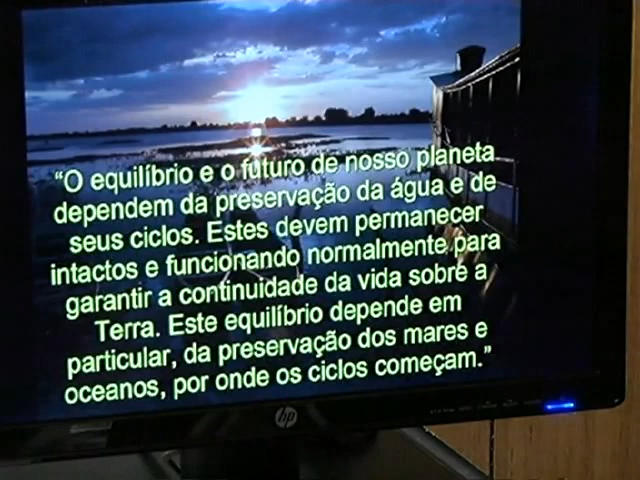 “O equilíbrio e o futuro de nosso planeta
dependem da preservação da água e de
seus ciclos. Estes devem permanecer
intactos e funcionando normalmente para
garantir a continuidade da vida sobre a
Terra. Este equilíbrio depende em
particular, da preservação dos mares e
oceanos, por onde os ciclos começam.”
hp